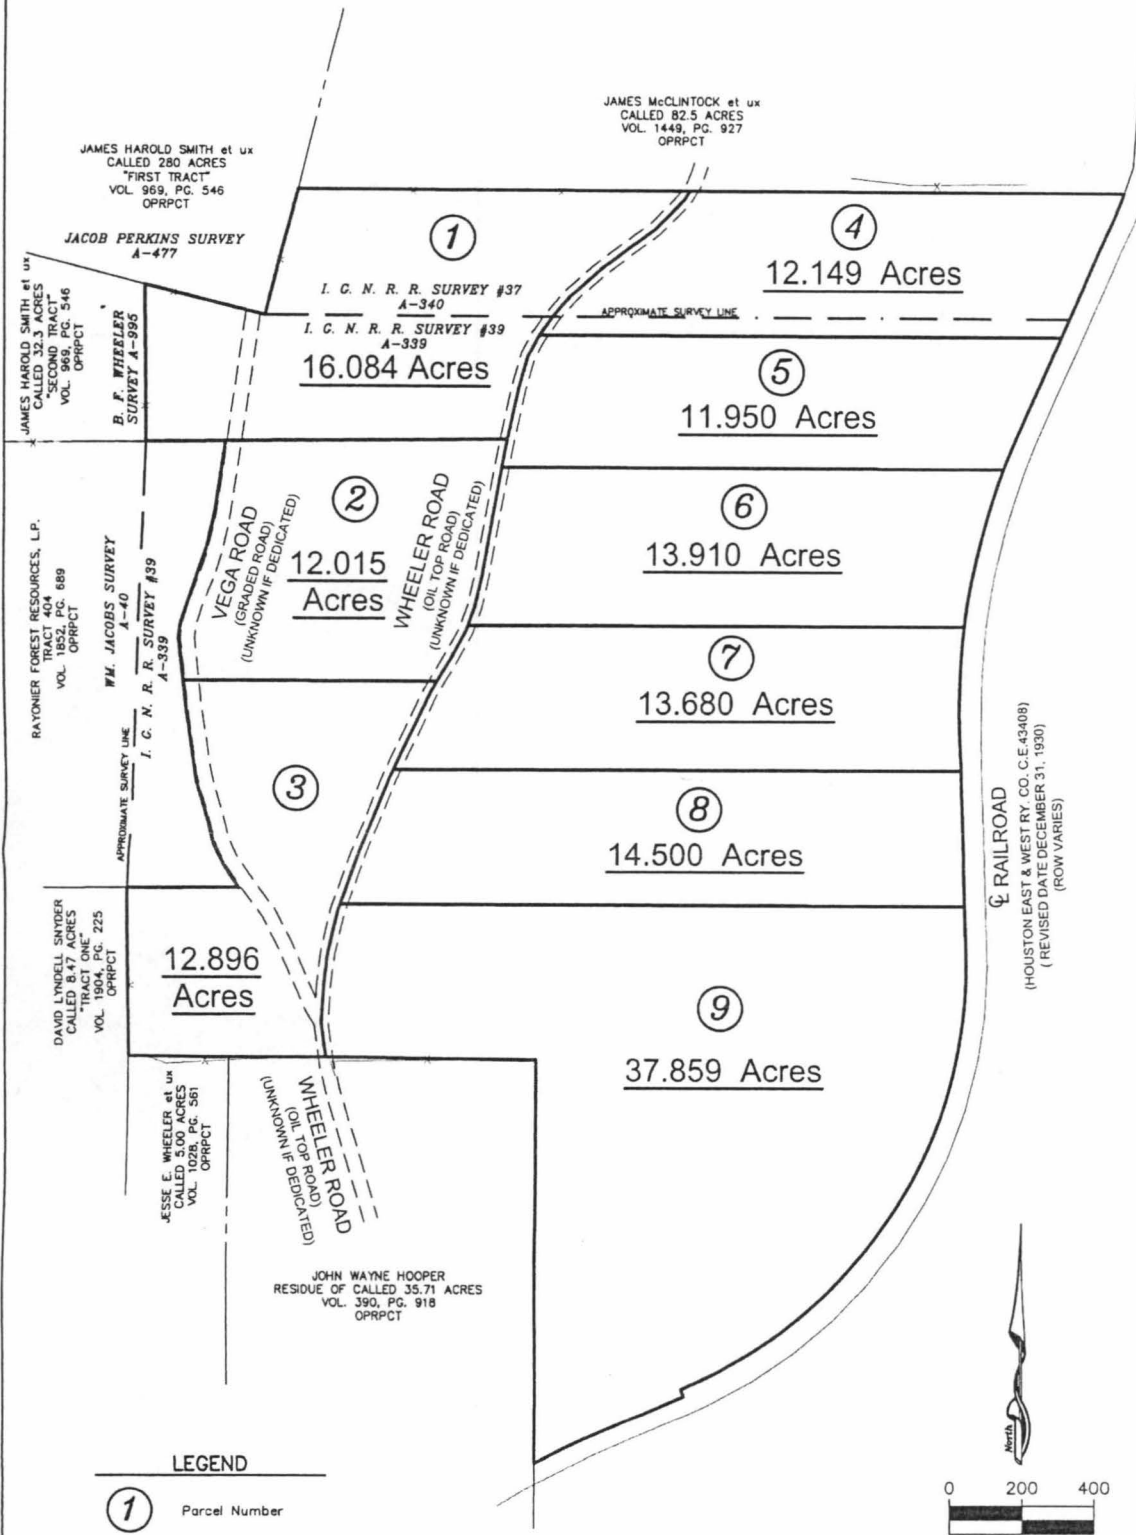 JAMES McCLINTOCK et ux
CALLED 82.5 ACRES
VOL. 1449, PG. 927
OPRPCT
JAMES HAROLD SMITH et ux
CALLED 280 ACRES
"FIRST TRACT"
VOL. 969, PG. 546
OPRPCT
JACOB PERKINS SURVEY
A-477
JAMES HAROLD SMITH et ux
CALLED 32.3 ACRES
"SECOND TRACT"
VOL. 969, PG. 546
OPRPCT
B. F. WHEELER
SURVEY A-995
1
I. G. N. R. R. SURVEY #37
A-340
I. G. N. R. R. SURVEY #39
A-339
16.084 Acres
4
12.149 Acres
APPROXIMATE SURVEY LINE
5
11.950 Acres
2
12.015
Acres
VEGA ROAD
(GRADED ROAD)
(UNKNOWN IF DEDICATED)
WHEELER ROAD
(OIL TOP ROAD)
(UNKNOWN IF DEDICATED)
6
13.910 Acres
RAYONIER FOREST RESOURCES, L.P.
TRACT 404
VOL. 1852, PG. 689
OPRPCT
WM. JACOBS SURVEY
A-40
I. G. N. R. R. SURVEY #39
A-339
APPROXIMATE SURVEY LINE
7
13.680 Acres
3
8
14.500 Acres
℄ RAILROAD
(HOUSTON EAST & WEST RY. CO. C.E.43408)
( REVISED DATE DECEMBER 31, 1930)
(ROW VARIES)
DAVID LYNDELL SNYDER
CALLED 8.47 ACRES
"TRACT ONE"
VOL. 1904, PG. 225
OPRPCT
12.896
Acres
9
37.859 Acres
JESSE E. WHEELER et ux
CALLED 5.00 ACRES
VOL. 1028, PG. 561
OPRPCT
WHEELER ROAD
(OIL TOP ROAD)
(UNKNOWN IF DEDICATED)
JOHN WAYNE HOOPER
RESIDUE OF CALLED 35.71 ACRES
VOL. 390, PG. 918
OPRPCT
North
LEGEND
1 Parcel Number
0 200 400